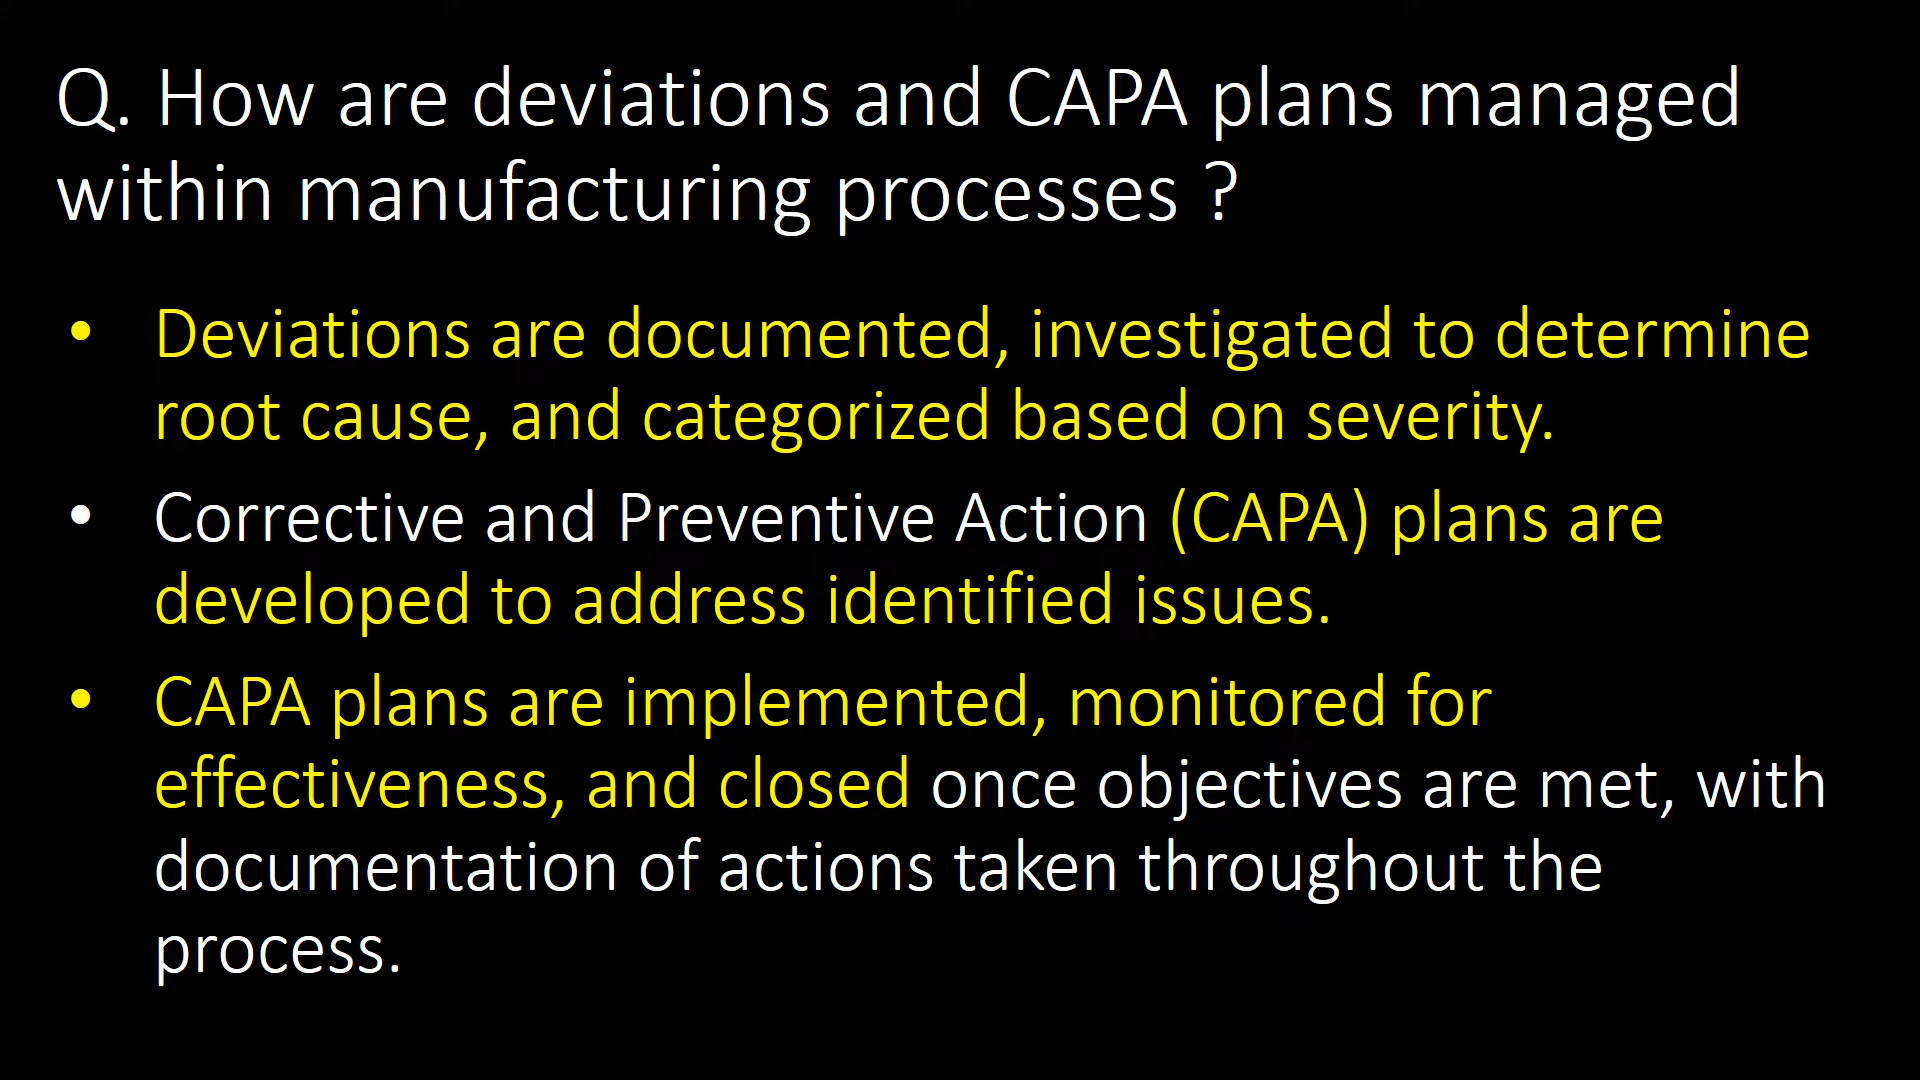 Q. How are deviations and CAPA plans managed
within manufacturing processes ?
• Deviations are documented, investigated to determine
root cause, and categorized based on severity.
• Corrective and Preventive Action (CAPA) plans are
developed to address identified issues.
• CAPA plans are implemented, monitored for
effectiveness, and closed once objectives are met, with
documentation of actions taken throughout the
process.